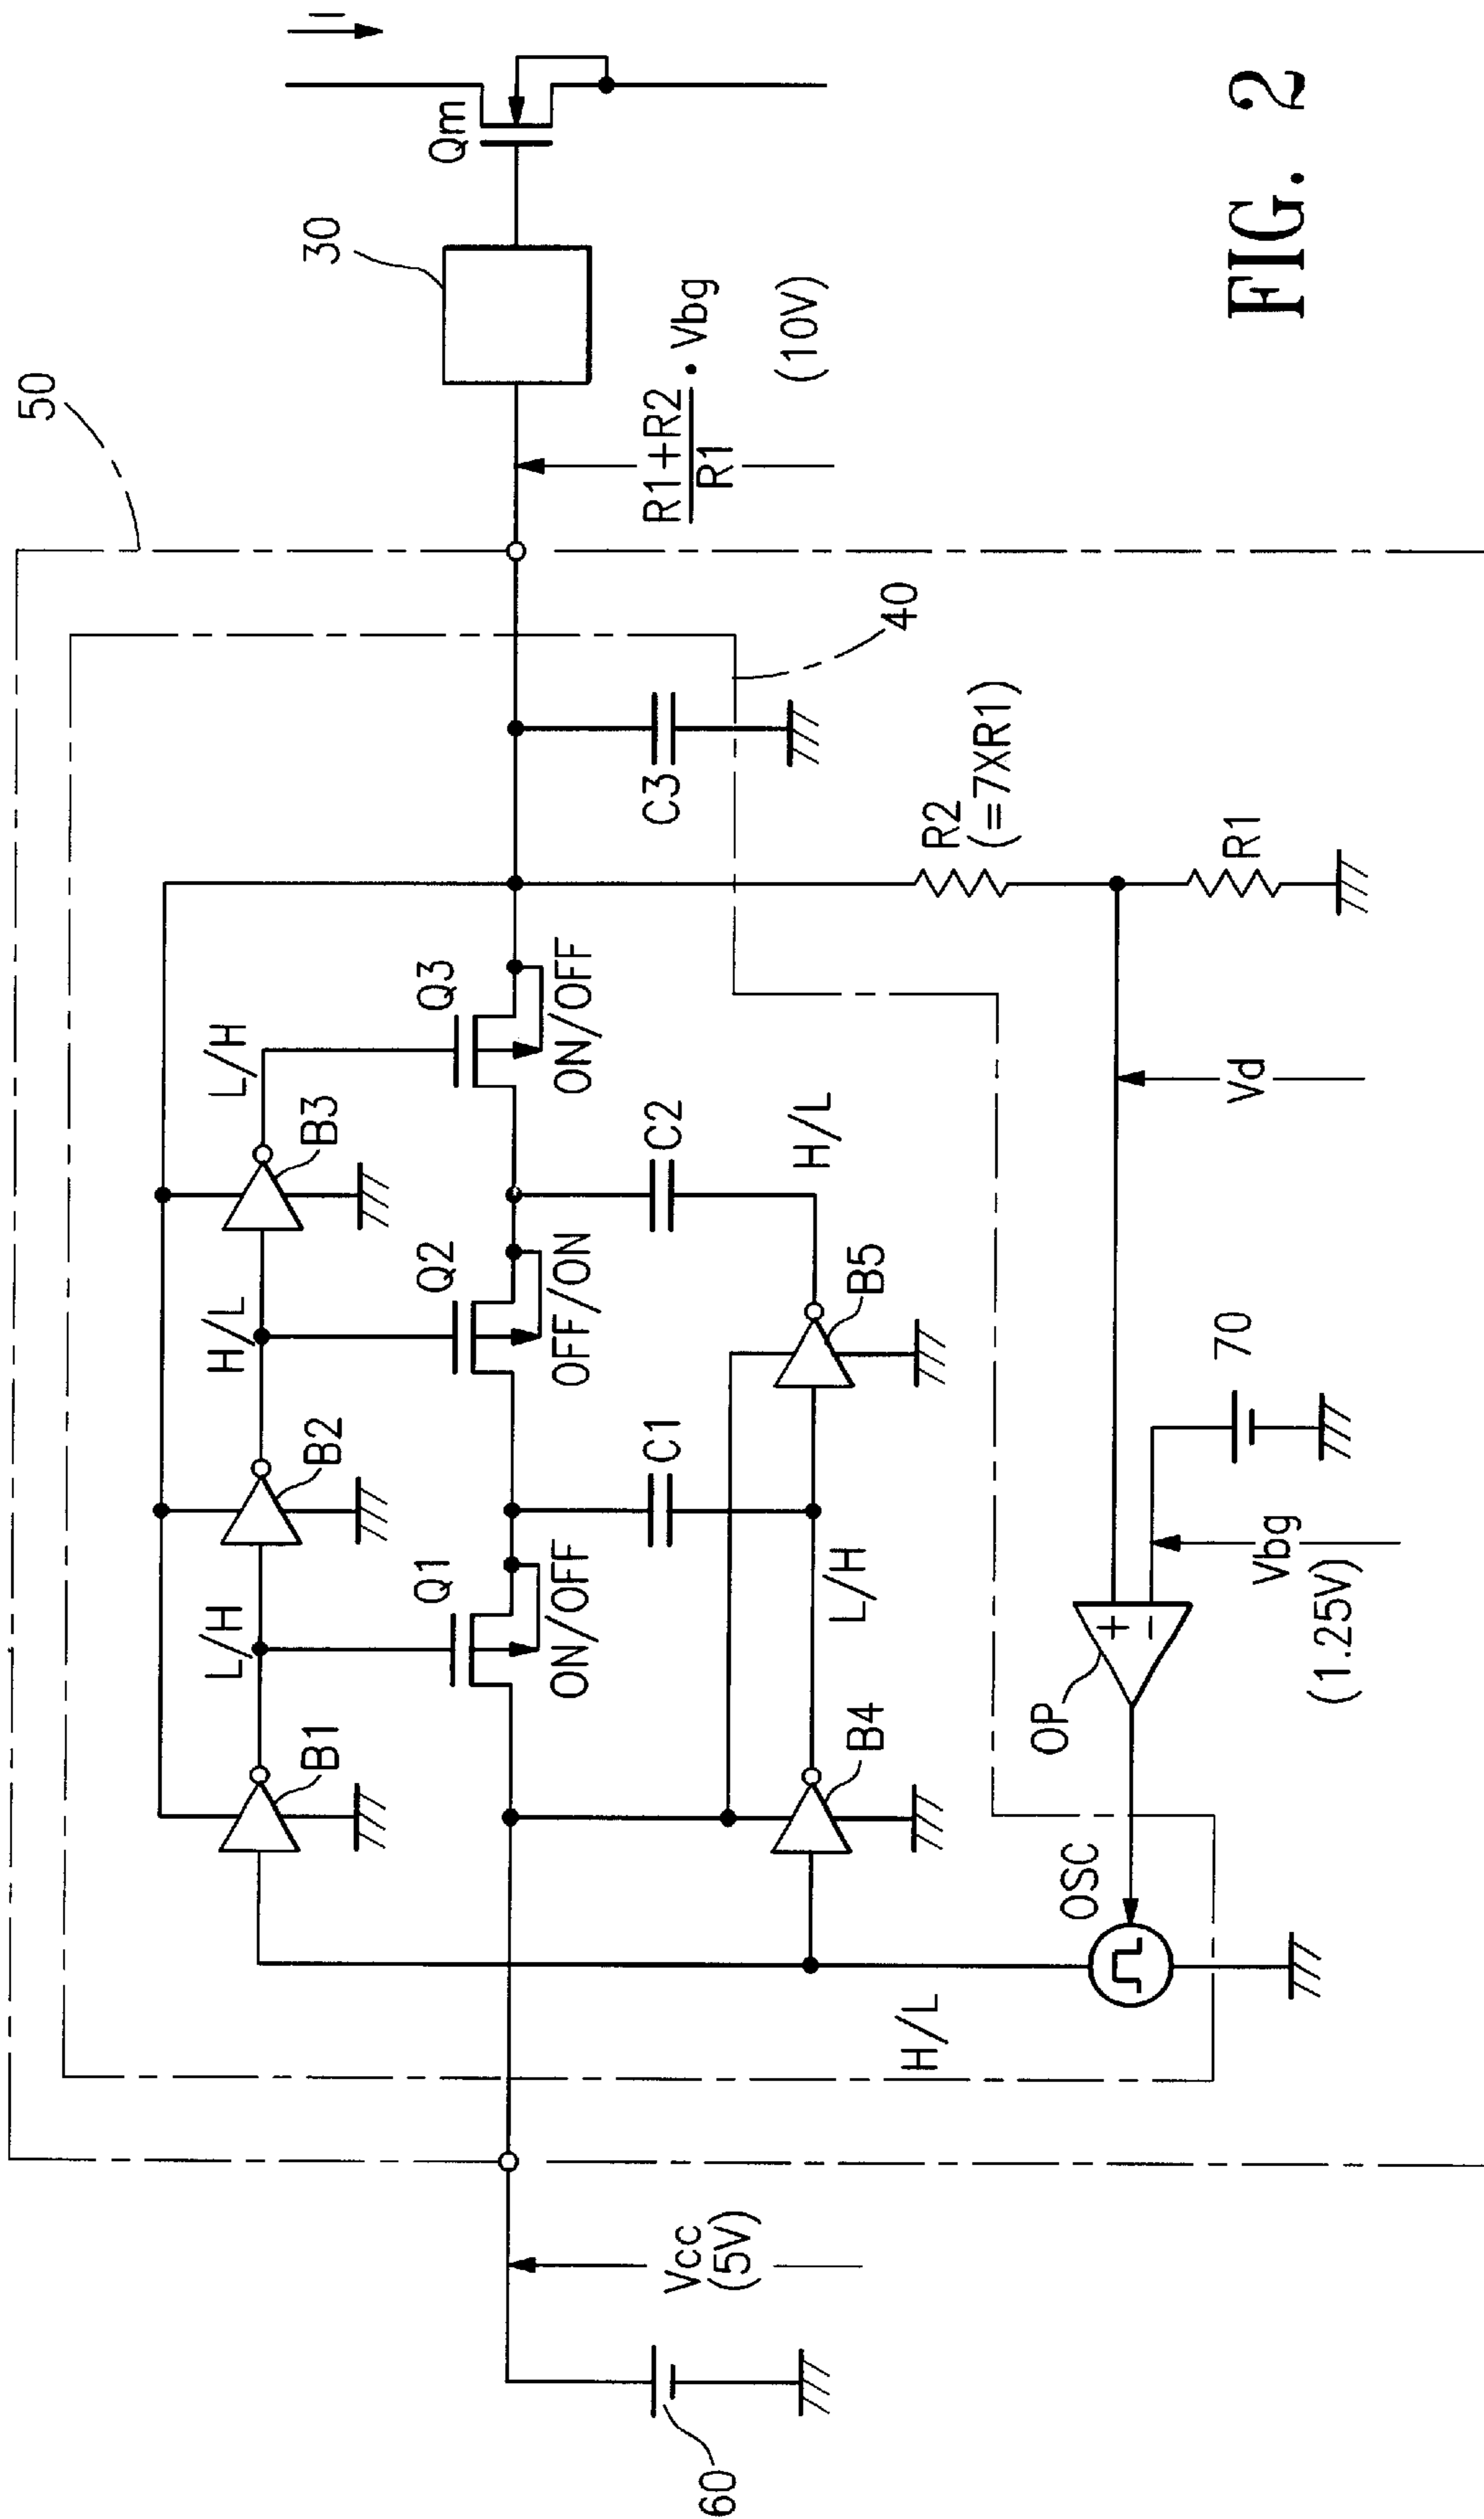 50
L/H
B1
L/H
B2
H/L
B3
L/H
Q1
ON/OFF
Q2
OFF/ON
Q3
ON/OFF
30
Qm
I
60
Vcc
(5V)
C1
C2
C3
40
R1+R2
R1
· Vbg
(10V)
B4
L/H
B5
H/L
H/L
OSC
OP
+
−
Vbg
(1.25V)
70
Vd
R2
(=7XR1)
R1
FIG. 2